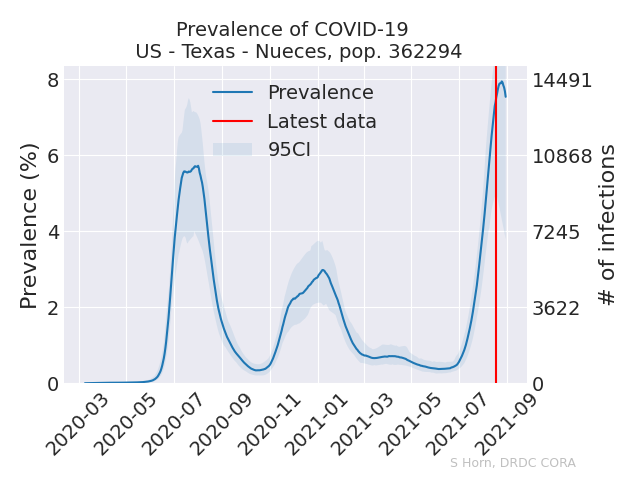 Prevalence of COVID-19
US - Texas - Nueces, pop. 362294
Prevalence
Latest data
95CI
Prevalence (%)
8
6
4
2
0
14491
10868
7245
3622
0
# of infections
2020-03
2020-05
2020-07
2020-09
2020-11
2021-01
2021-03
2021-05
2021-07
2021-09
S Horn, DRDC CORA